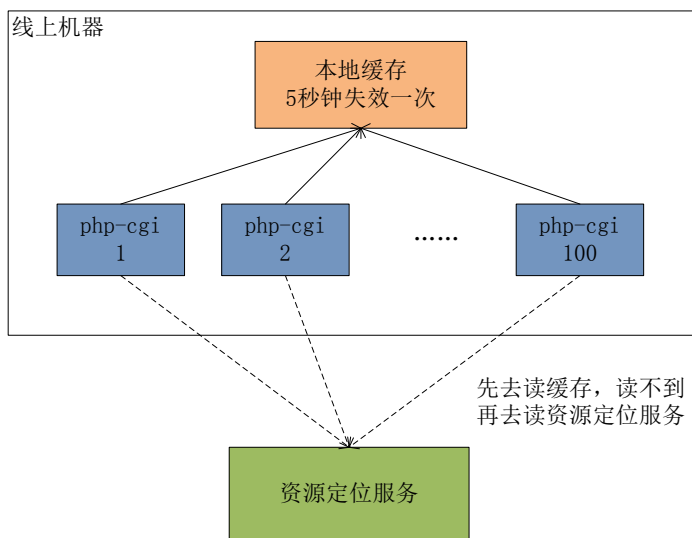 线上机器
本地缓存
5秒钟失效一次
php-cgi
1
php-cgi
2
……
php-cgi
100
先去读缓存，读不到
再去读资源定位服务
资源定位服务